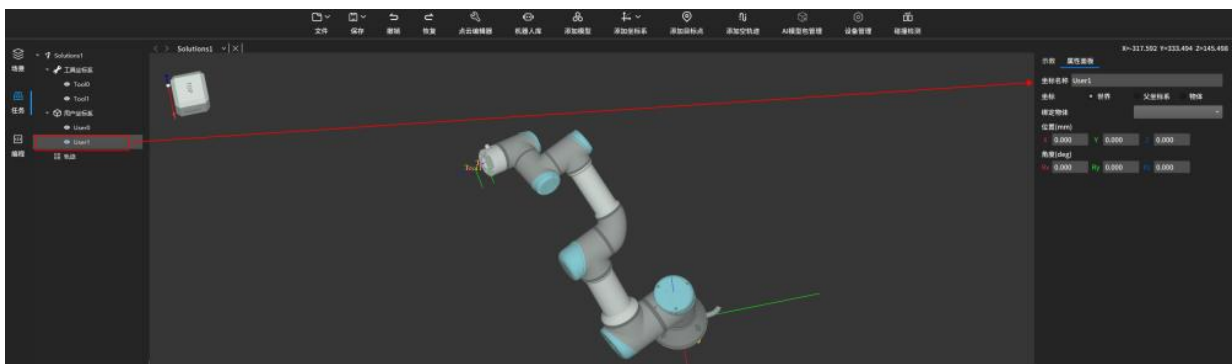 文件 保存 撤销 恢复 点云编辑器 机器人库 添加模型 添加坐标系 添加目标点 添加空轨迹 AI模型包管理 设备管理 碰撞检测
Solutions1
X=-317.592 Y=333.494 Z=145.498
场景
Solutions1
工具坐标系
Tool0
Tool1
任务
用户坐标系
User0
User1
编程
轨迹
TOP
Tool1
示教 属性面板
坐标名称 User1
坐标 世界 父坐标系 物体
绑定物体
位置(mm)
X 0.000 Y 0.000 Z 0.000
角度(deg)
Rx 0.000 Ry 0.000 Rz 0.000